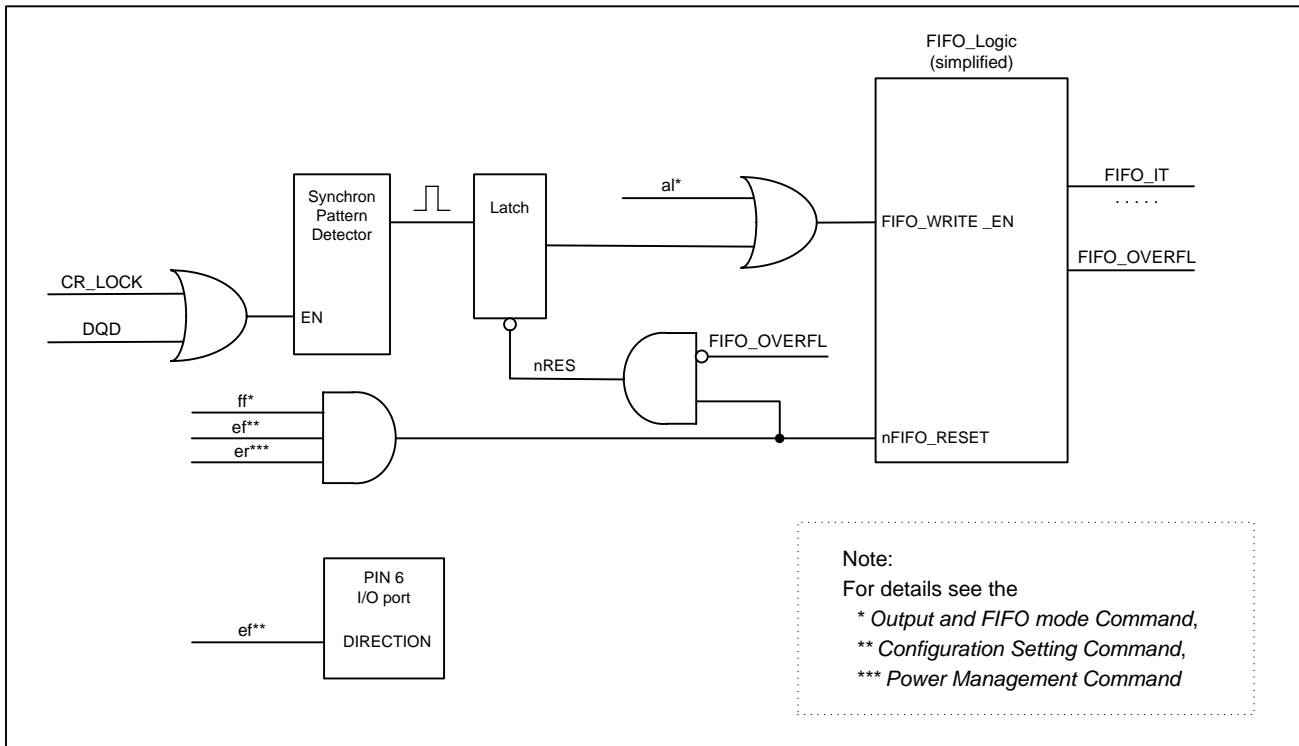 FIFO_Logic
(simplified)
Synchron
Pattern
Detector
EN
Latch
al*
FIFO_WRITE _EN
FIFO_IT
. . . . .
FIFO_OVERFL
CR_LOCK
DQD
nRES
FIFO_OVERFL
ff*
ef**
er***
nFIFO_RESET
PIN 6
I/O port
DIRECTION
ef**
Note:
For details see the
* Output and FIFO mode Command,
** Configuration Setting Command,
*** Power Management Command